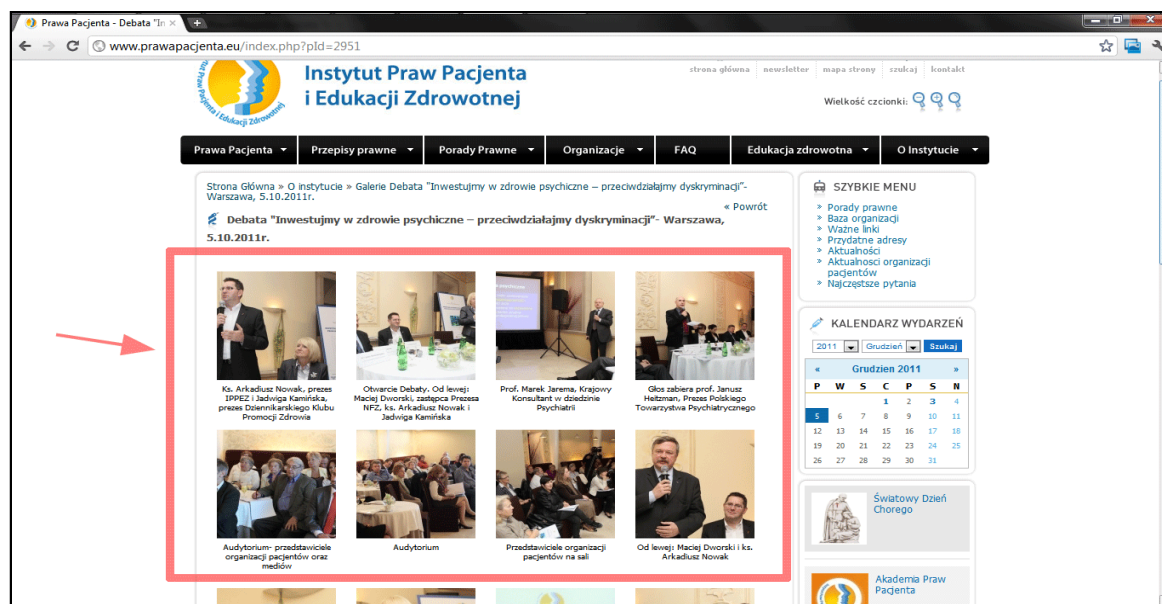 Prawa Pacjenta - Debata "In
www.prawapacjenta.eu/index.php?pId=2951
Instytut Praw Pacjenta
i Edukacji Zdrowotnej
Instytut Praw Pacjenta i Edukacji Zdrowotnej
strona główna newsletter mapa strony szukaj kontakt
Wielkość czcionki:
Prawa Pacjenta Przepisy prawne Porady Prawne Organizacje FAQ Edukacja zdrowotna O Instytucie
Strona Główna » O instytucie » Galerie Debata "Inwestujmy w zdrowie psychiczne – przeciwdziałajmy dyskryminacji"-
Warszawa, 5.10.2011r.
« Powrót
Debata "Inwestujmy w zdrowie psychiczne – przeciwdziałajmy dyskryminacji"- Warszawa,
5.10.2011r.
Ks. Arkadiusz Nowak, prezes
IPPEZ i Jadwiga Kamińska,
prezes Dziennikarskiego Klubu
Promocji Zdrowia
Otwarcie Debaty. Od lewej:
Maciej Dworski, zastępca Prezesa
NFZ, ks. Arkadiusz Nowak i
Jadwiga Kamińska
Prof. Marek Jarema, Krajowy
Konsultant w dziedzinie
Psychiatrii
Głos zabiera prof. Janusz
Heitzman, Prezes Polskiego
Towarzystwa Psychiatrycznego
Audytorium- przedstawiciele
organizacji pacjentów oraz
mediów
Audytorium
Przedstawiciele organizacji
pacjentów na sali
Od lewej: Maciej Dworski i ks.
Arkadiusz Nowak
SZYBKIE MENU
» Porady prawne
» Baza organizacji
» Ważne linki
» Przydatne adresy
» Aktualności
» Aktualnosci organizacji
pacjentów
» Najczęstsze pytania
KALENDARZ WYDARZEŃ
2011 Grudzień Szukaj
« Grudzien 2011 »
P W Ś C P S N
1 2 3 4
5 6 7 8 9 10 11
12 13 14 15 16 17 18
19 20 21 22 23 24 25
26 27 28 29 30 31
Światowy Dzień
Chorego
Akademia Praw
Pacjenta